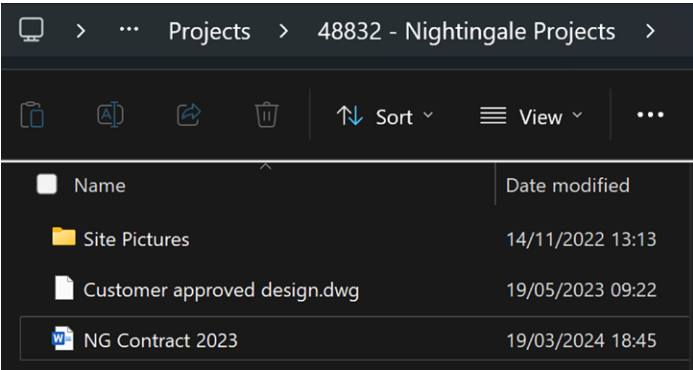 Projects > 48832 - Nightingale Projects >
Sort View
Name Date modified
Site Pictures 14/11/2022 13:13
Customer approved design.dwg 19/05/2023 09:22
NG Contract 2023 19/03/2024 18:45